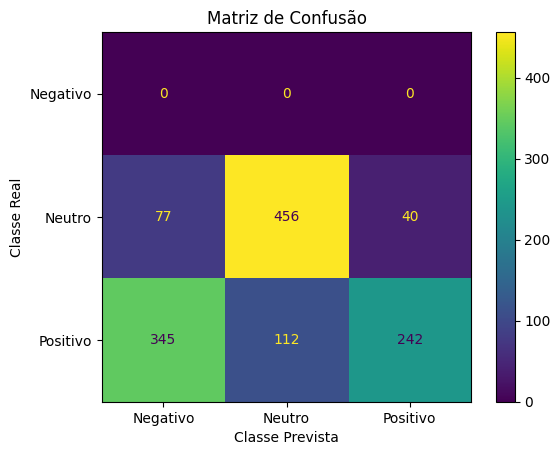 Matriz de Confusão
Classe Real
Negativo 0 0 0
Neutro 77 456 40
Positivo 345 112 242
Negativo Neutro Positivo
Classe Prevista
400
300
200
100
0